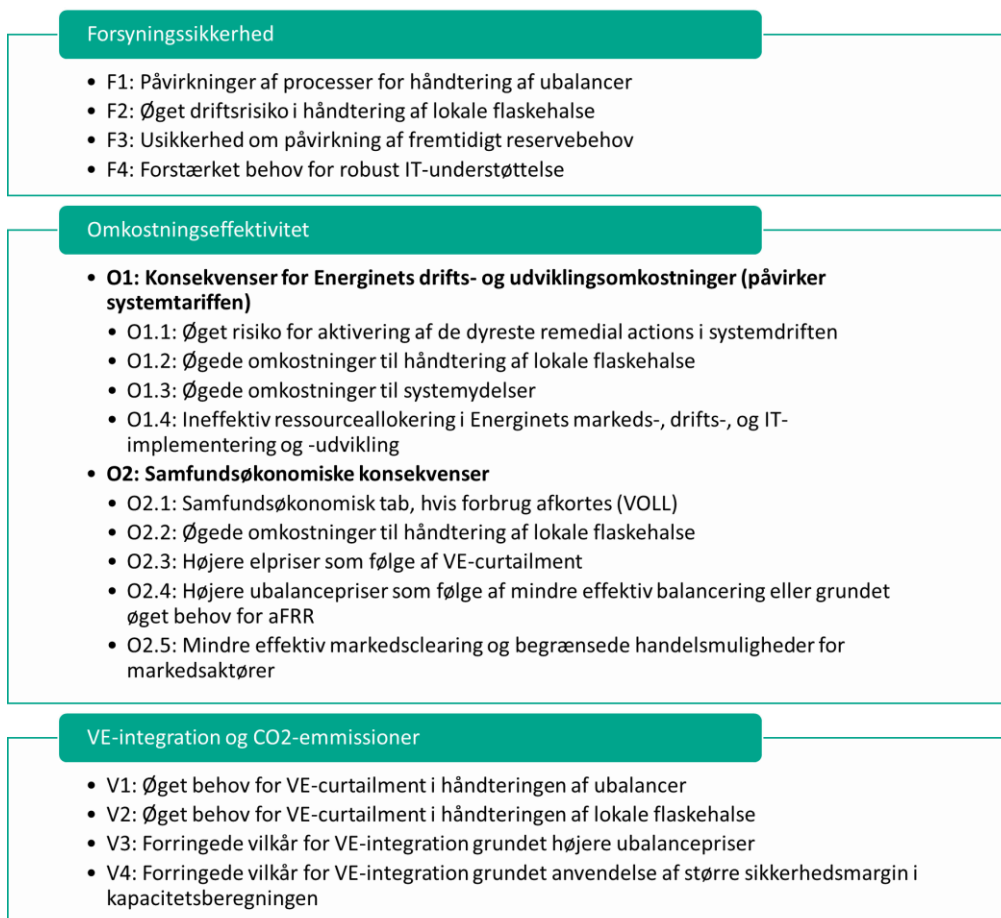 Forsyningssikkerhed
• F1: Påvirkninger af processer for håndtering af ubalancer
• F2: Øget driftsrisiko i håndtering af lokale flaskehalse
• F3: Usikkerhed om påvirkning af fremtidigt reservebehov
• F4: Forstærket behov for robust IT-understøttelse
Omkostningseffektivitet
• O1: Konsekvenser for Energinets drifts- og udviklingsomkostninger (påvirker
systemtariffen)
• O1.1: Øget risiko for aktivering af de dyreste remedial actions i systemdriften
• O1.2: Øgede omkostninger til håndtering af lokale flaskehalse
• O1.3: Øgede omkostninger til systemydelser
• O1.4: Ineffektiv ressourceallokering i Energinets markeds-, drifts-, og IT-
implementering og -udvikling
• O2: Samfundsøkonomiske konsekvenser
• O2.1: Samfundsøkonomisk tab, hvis forbrug afkortes (VOLL)
• O2.2: Øgede omkostninger til håndtering af lokale flaskehalse
• O2.3: Højere elpriser som følge af VE-curtailment
• O2.4: Højere ubalancepriser som følge af mindre effektiv balancering eller grundet
øget behov for aFRR
• O2.5: Mindre effektiv markedsclearing og begrænsede handelsmuligheder for
markedsaktører
VE-integration og CO2-emmissioner
• V1: Øget behov for VE-curtailment i håndteringen af ubalancer
• V2: Øget behov for VE-curtailment i håndteringen af lokale flaskehalse
• V3: Forringede vilkår for VE-integration grundet højere ubalancepriser
• V4: Forringede vilkår for VE-integration grundet anvendelse af større sikkerhedsmargin i
kapacitetsberegningen